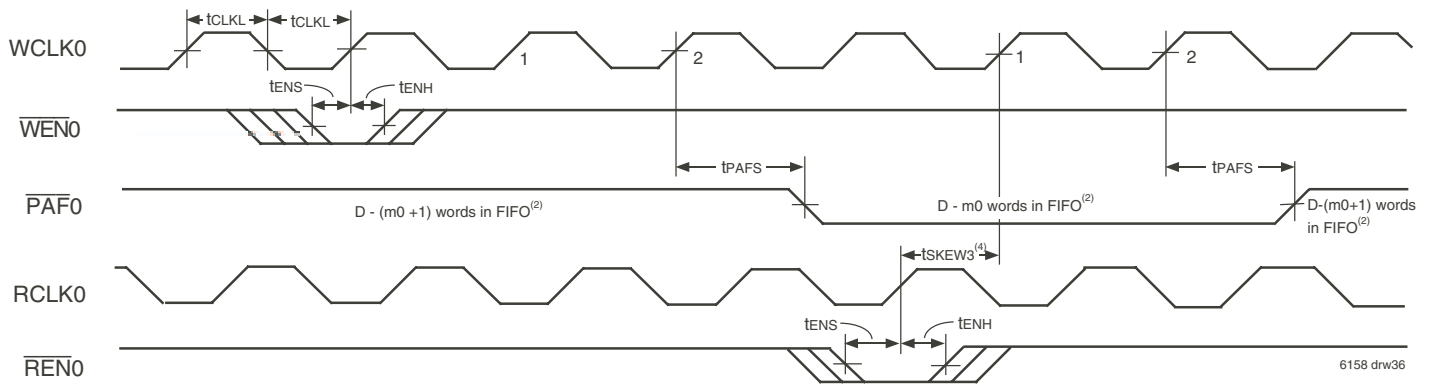 tCLKL tCLKL
WCLK0
1 2 1 2
tENS tENH
WEN0
tPAFS tPAFS
PAF0
D - (m0 +1) words in FIFO(2)
D - m0 words in FIFO(2)
D-(m0+1) words
in FIFO(2)
tSKEW3(4)
RCLK0
tENS tENH
REN0
6158 drw36